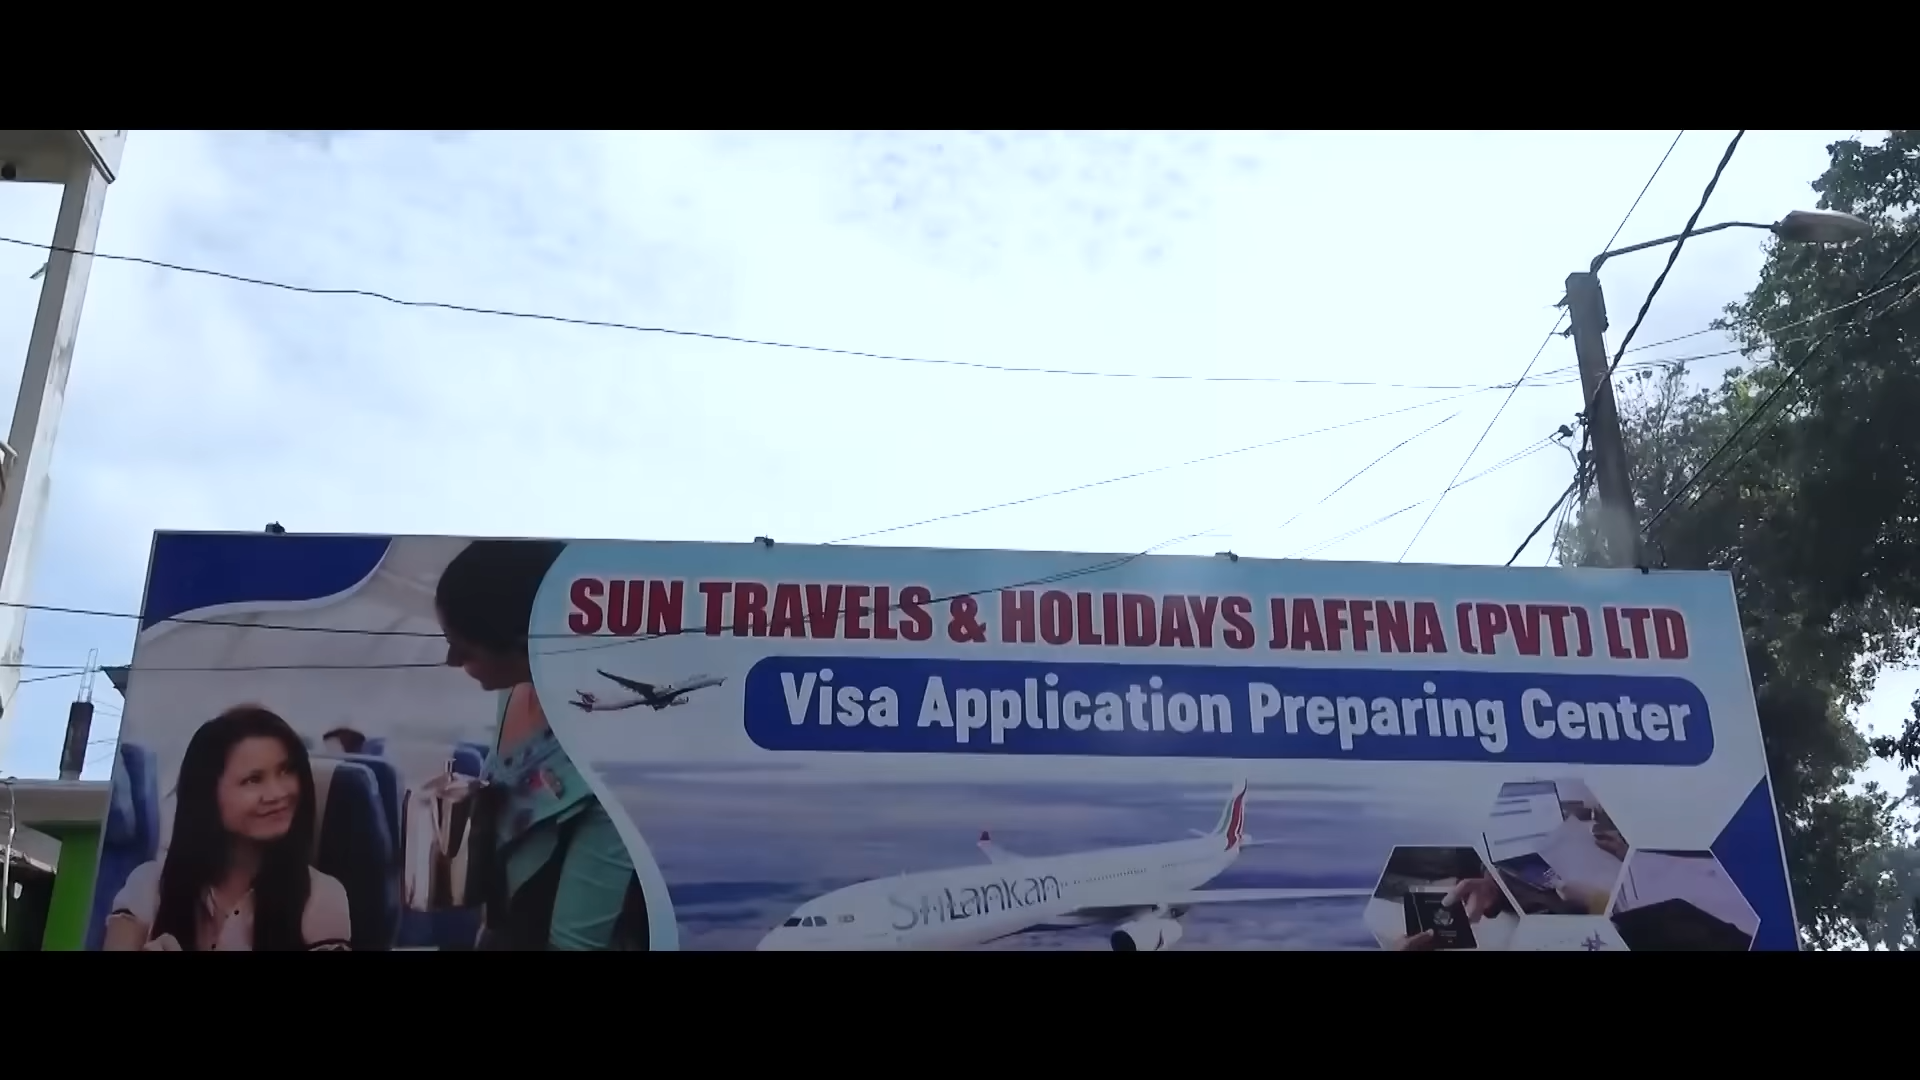 SUN TRAVELS & HOLIDAYS JAFFNA (PVT) LTD
Visa Application Preparing Center
SriLankan